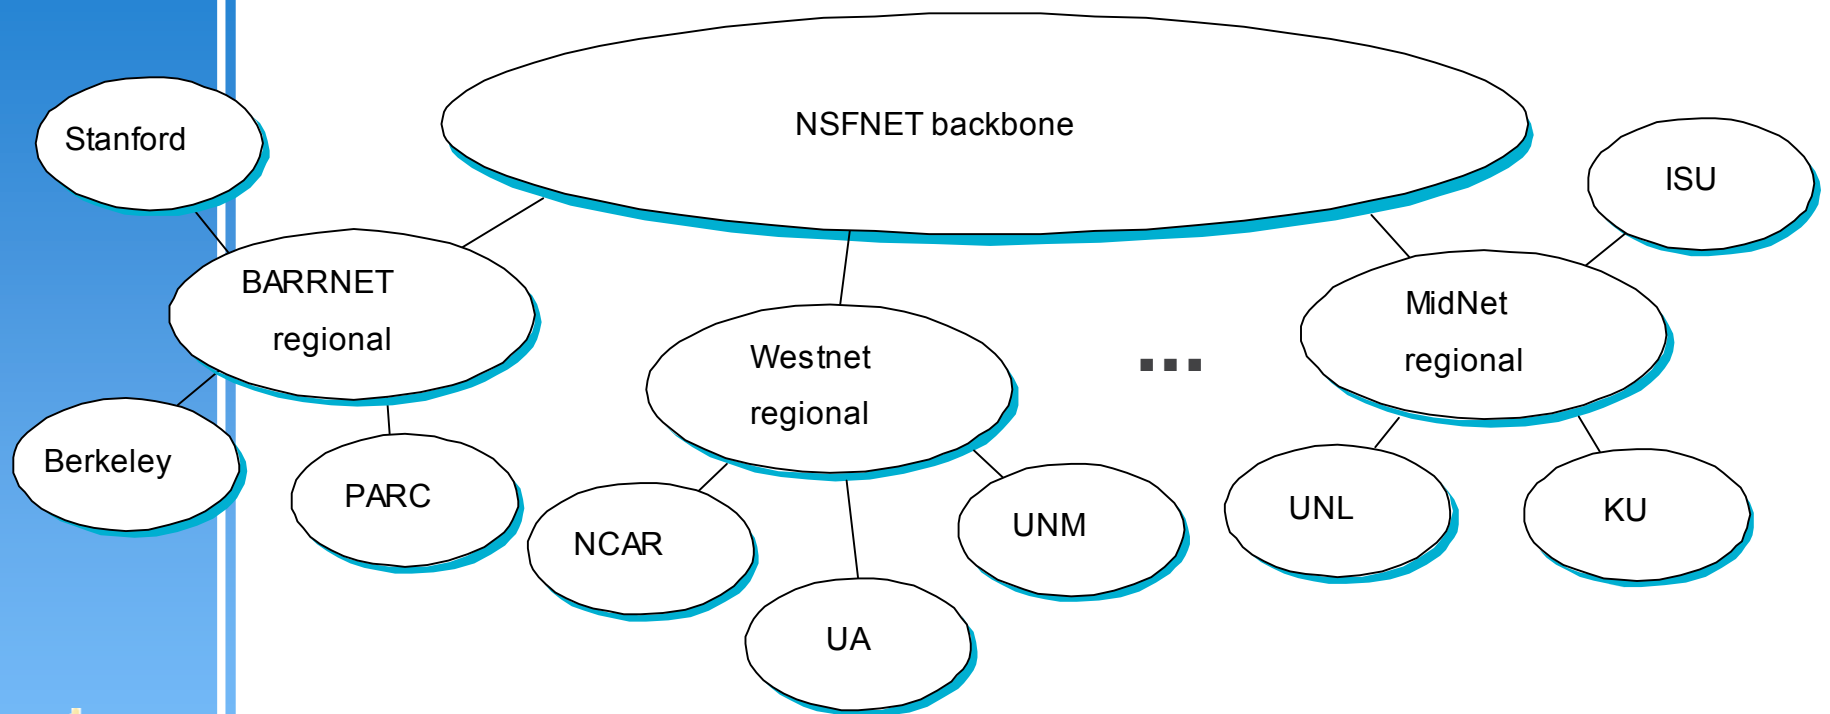 NSFNET backbone
Stanford
ISU
BARRNET
regional
MidNet
regional
Westnet
regional
Berkeley
PARC
NCAR
UNM
UNL
KU
UA